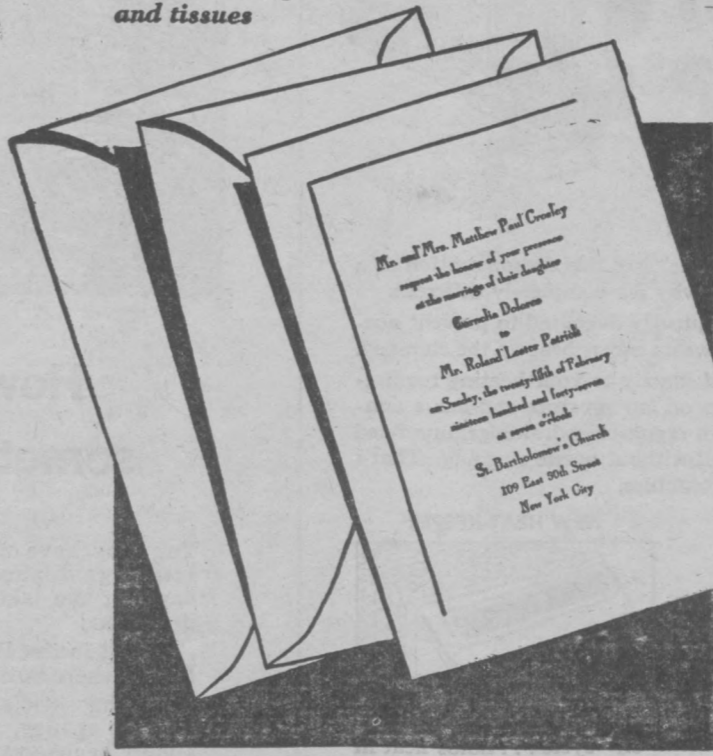 and tissues
Mr. and Mrs. Matthew Paul Crosley
request the honour of your presence
at the marriage of their daughter
Cornelia Dolores
to
Mr. Roland Lester Patrick
on Sunday, the twenty-fifth of February
nineteen hundred and forty-seven
at seven o'clock
St. Bartholomew's Church
109 East 50th Street
New York City